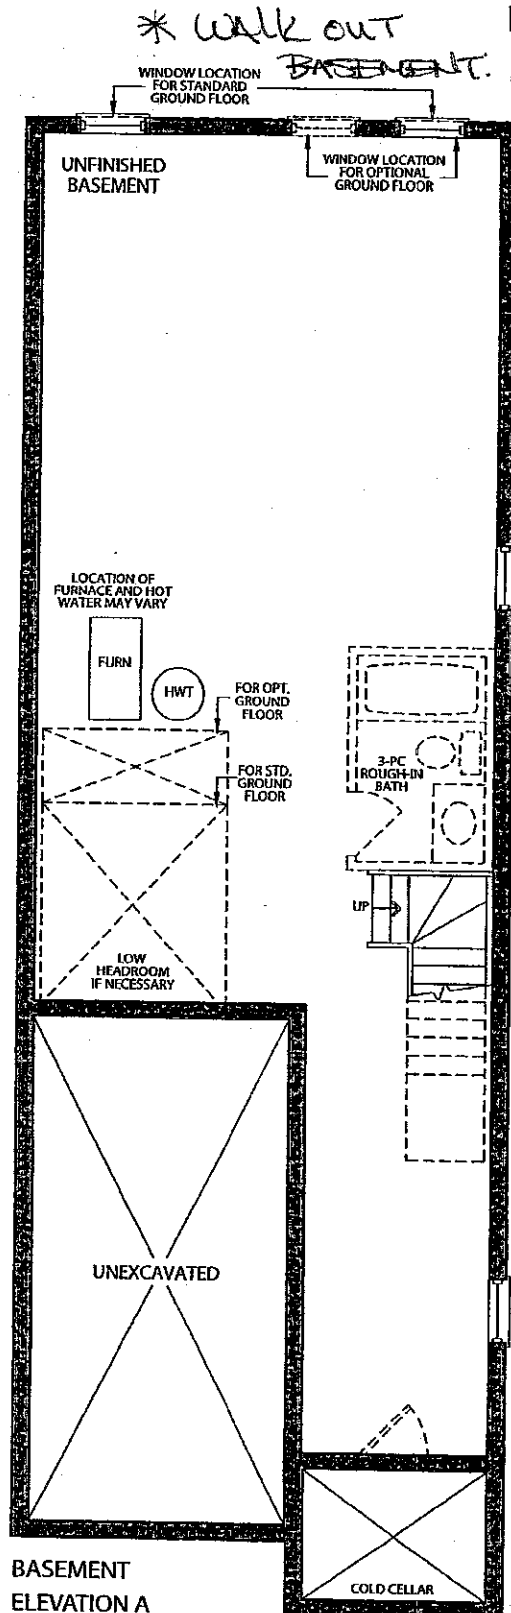 * WALK OUT
BASEMENT.
WINDOW LOCATION
FOR STANDARD
GROUND FLOOR
UNFINISHED
BASEMENT
WINDOW LOCATION
FOR OPTIONAL
GROUND FLOOR
LOCATION OF
FURNACE AND HOT
WATER MAY VARY
FURN
HWT
FOR OPT.
GROUND
FLOOR
FOR STD.
GROUND
FLOOR
3-PC
ROUGH-IN
BATH
UP
LOW
HEADROOM
IF NECESSARY
UNEXCAVATED
COLD CELLAR
BASEMENT
ELEVATION A